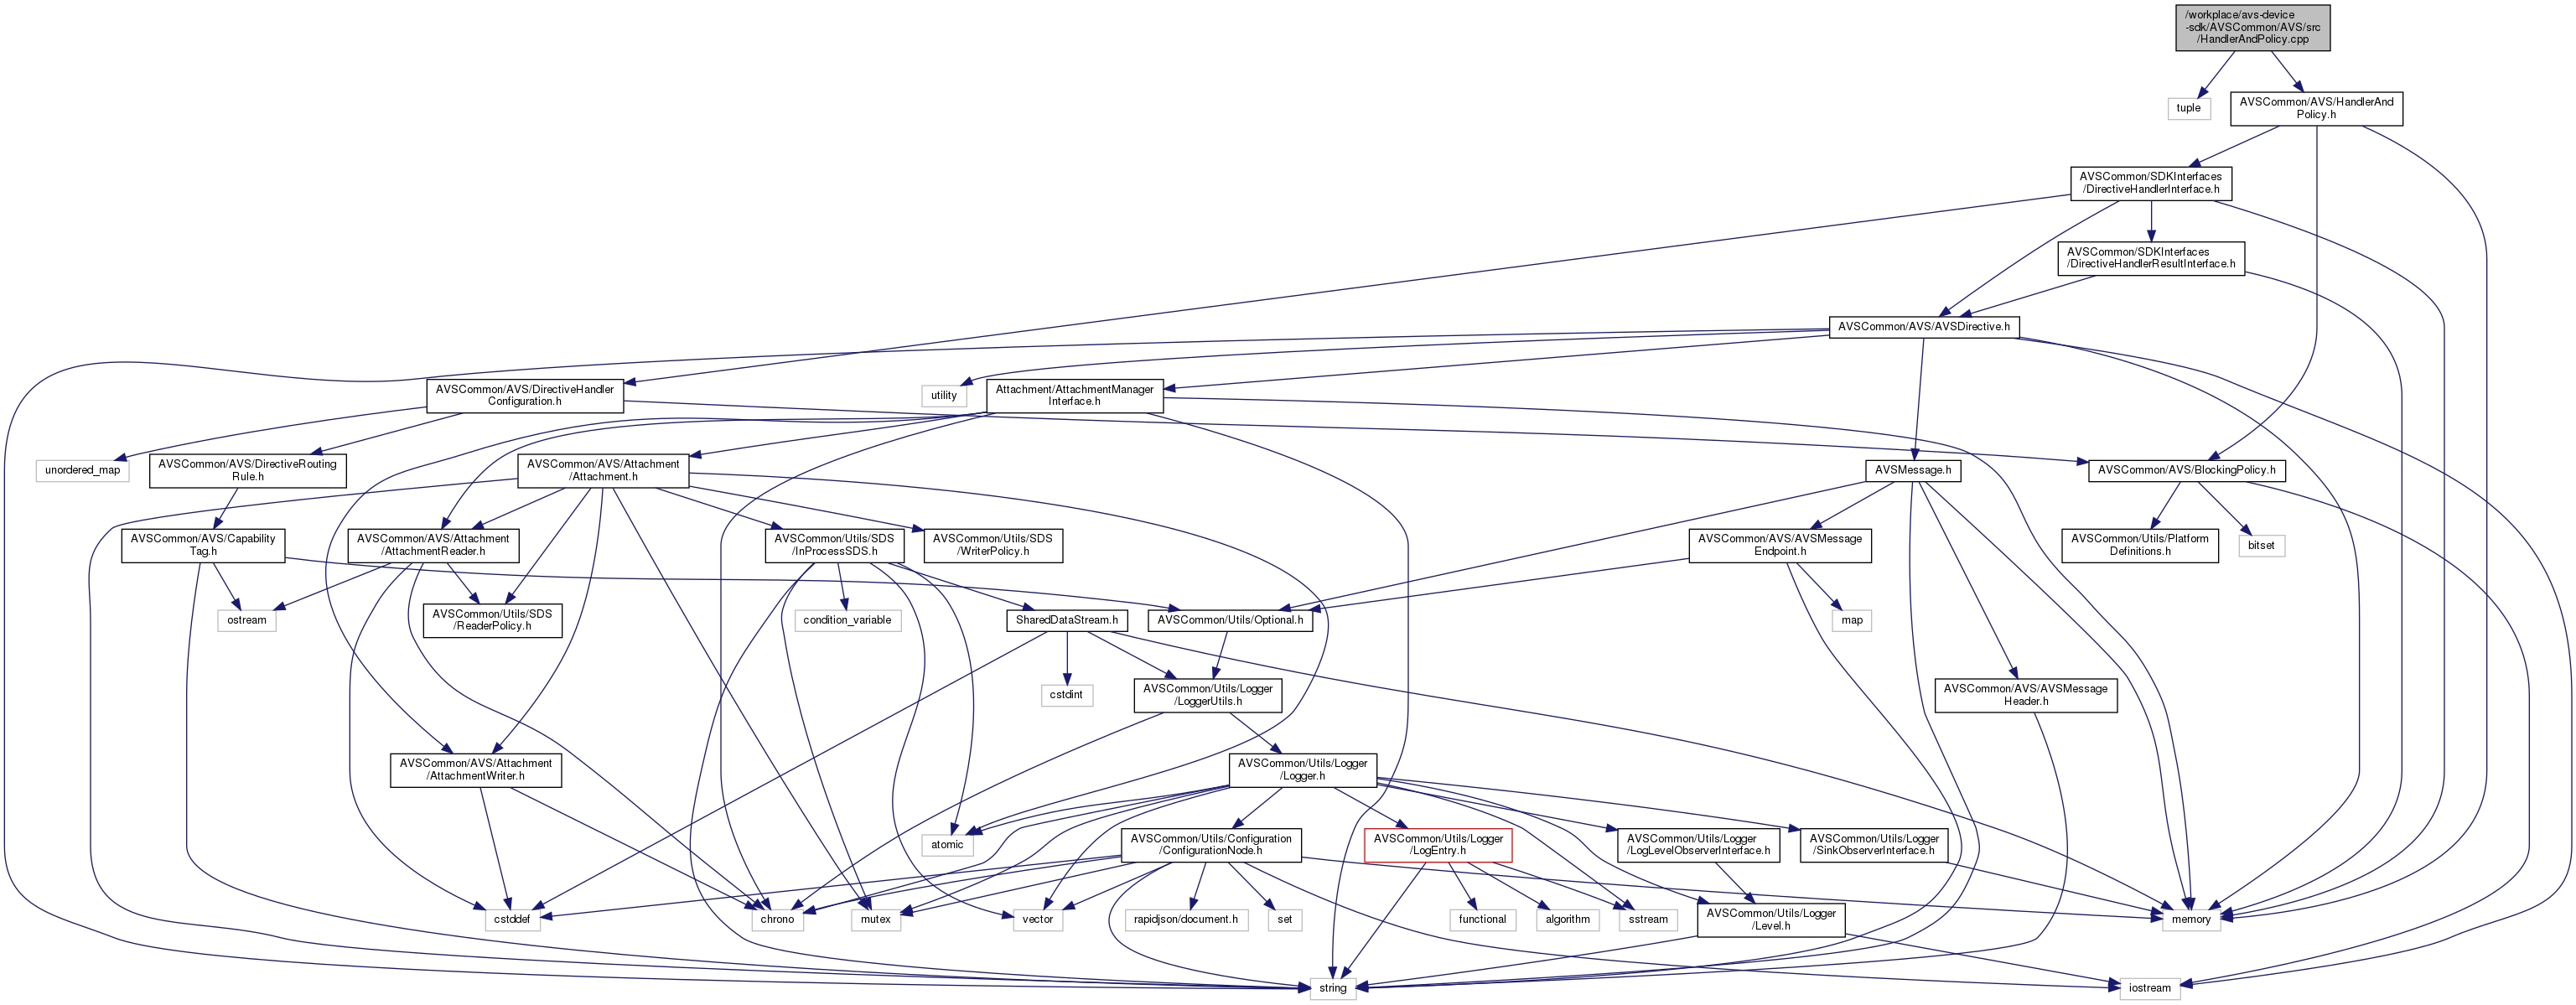 /workplace/avs-device
-sdk/AVSCommon/AVS/src
/HandlerAndPolicy.cpp
tuple
AVSCommon/AVS/HandlerAnd
Policy.h
AVSCommon/SDKInterfaces
/DirectiveHandlerInterface.h
AVSCommon/SDKInterfaces
/DirectiveHandlerResultInterface.h
AVSCommon/AVS/AVSDirective.h
AVSCommon/AVS/DirectiveHandler
Configuration.h
utility
Attachment/AttachmentManager
Interface.h
unordered_map
AVSCommon/AVS/DirectiveRouting
Rule.h
AVSCommon/AVS/Attachment
/Attachment.h
AVSMessage.h
AVSCommon/AVS/BlockingPolicy.h
AVSCommon/AVS/Capability
Tag.h
AVSCommon/AVS/Attachment
/AttachmentReader.h
AVSCommon/Utils/SDS
/InProcessSDS.h
AVSCommon/Utils/SDS
/WriterPolicy.h
AVSCommon/AVS/AVSMessage
Endpoint.h
AVSCommon/Utils/Platform
Definitions.h
bitset
ostream
AVSCommon/Utils/SDS
/ReaderPolicy.h
condition_variable
SharedDataStream.h
AVSCommon/Utils/Optional.h
map
cstdint
AVSCommon/Utils/Logger
/LoggerUtils.h
AVSCommon/AVS/AVSMessage
Header.h
AVSCommon/AVS/Attachment
/AttachmentWriter.h
AVSCommon/Utils/Logger
/Logger.h
atomic
AVSCommon/Utils/Configuration
/ConfigurationNode.h
AVSCommon/Utils/Logger
/LogEntry.h
AVSCommon/Utils/Logger
/LogLevelObserverInterface.h
AVSCommon/Utils/Logger
/SinkObserverInterface.h
cstddef
chrono
mutex
vector
rapidjson/document.h
set
functional
algorithm
sstream
AVSCommon/Utils/Logger
/Level.h
memory
string
iostream